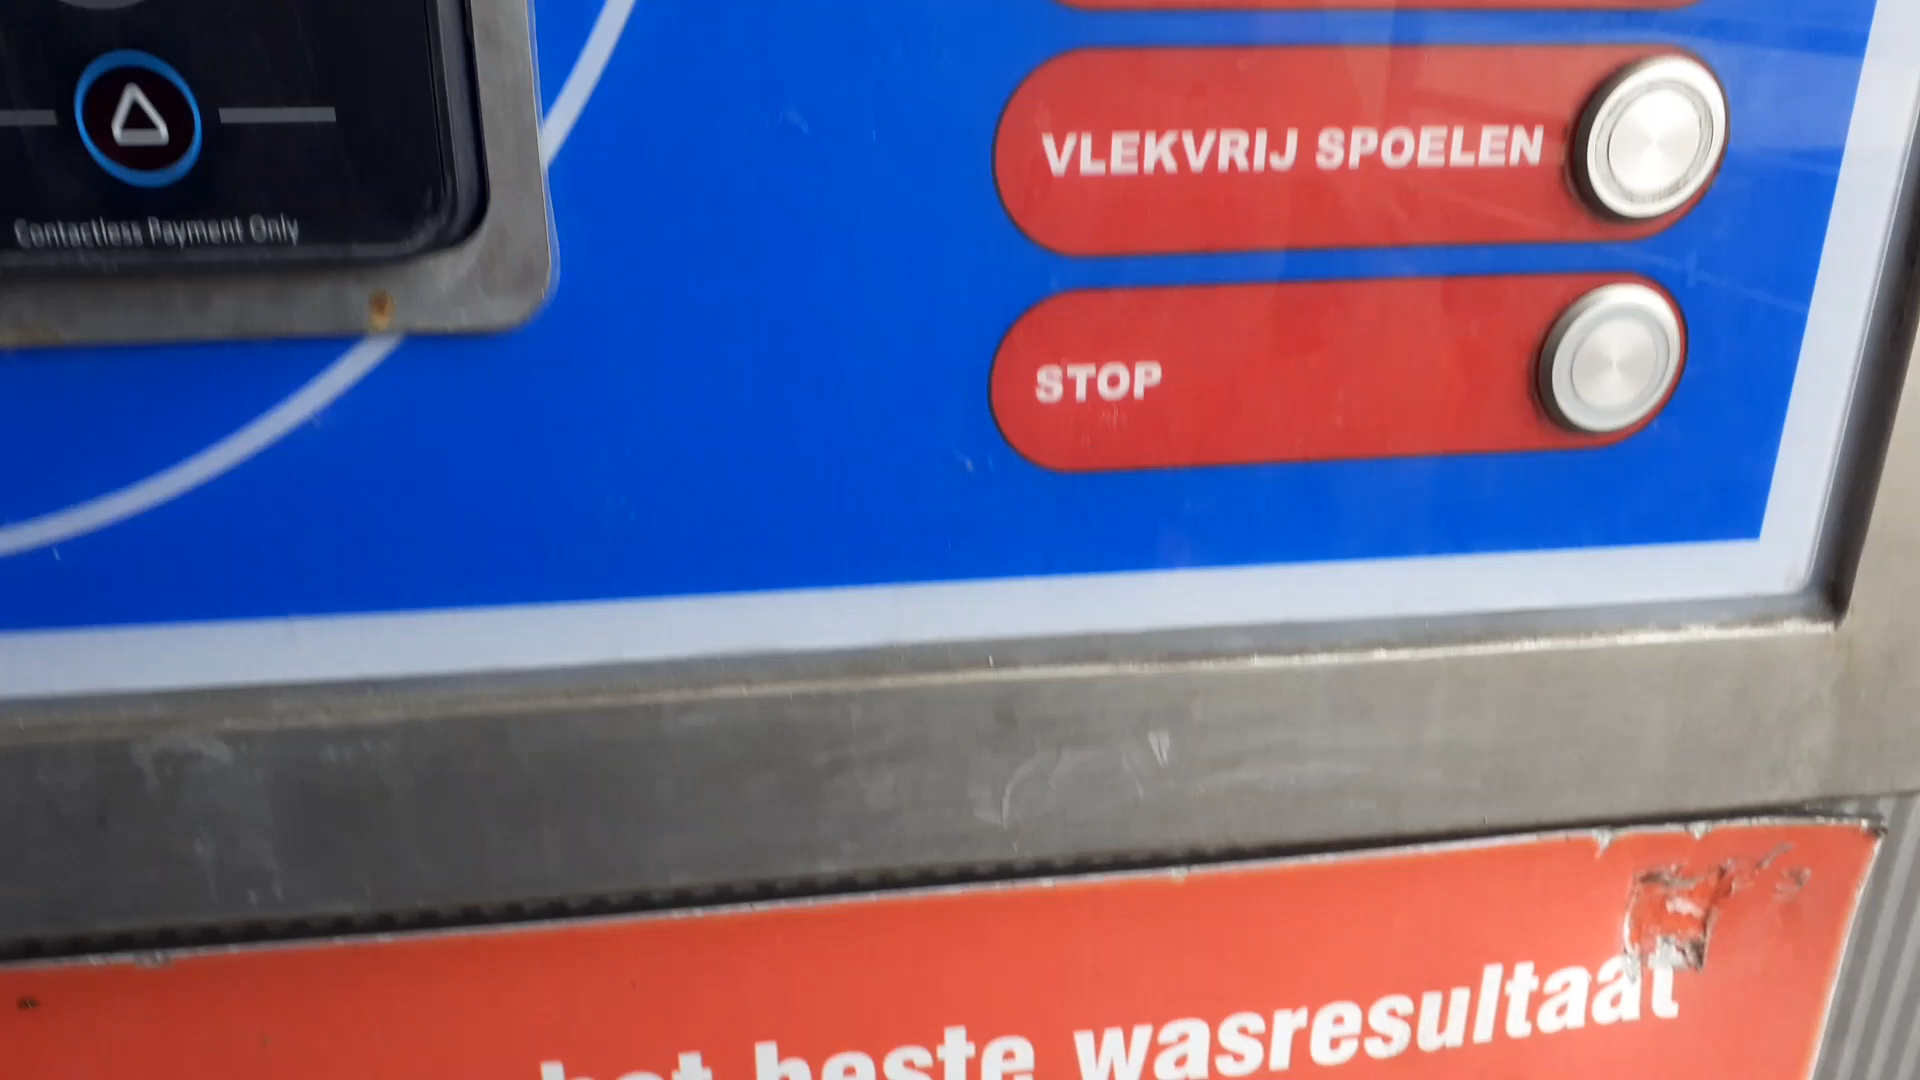 Contactless Payment Only
VLEKVRIJ SPOELEN
STOP
het beste wasresultaat